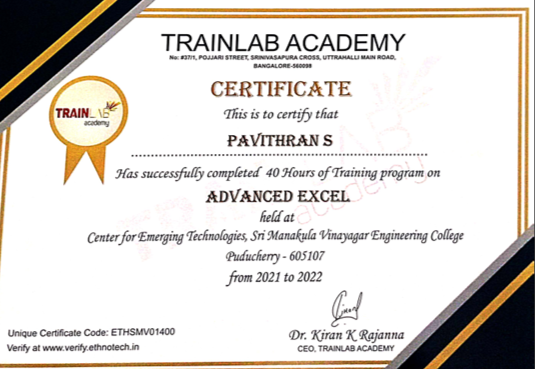 TRAINLAB ACADEMY
No: #37/1, POJJARI STREET, SRINIVASAPURA CROSS, UTTRAHALLI MAIN ROAD,
BANGALORE-560099
CERTIFICATE
This is to certify that
TRAINLAB
academy
PAVITHRAN S
Has successfully completed 40 Hours of Training program on
ADVANCED EXCEL
held at
Center for Emerging Technologies, Sri Manakula Vinayagar Engineering College
Puducherry - 605107
from 2021 to 2022
Unique Certificate Code: ETHSMV01400
Verify at www.verify.ethnotech.in
Dr. Kiran K Rajanna
CEO, TRAINLAB ACADEMY